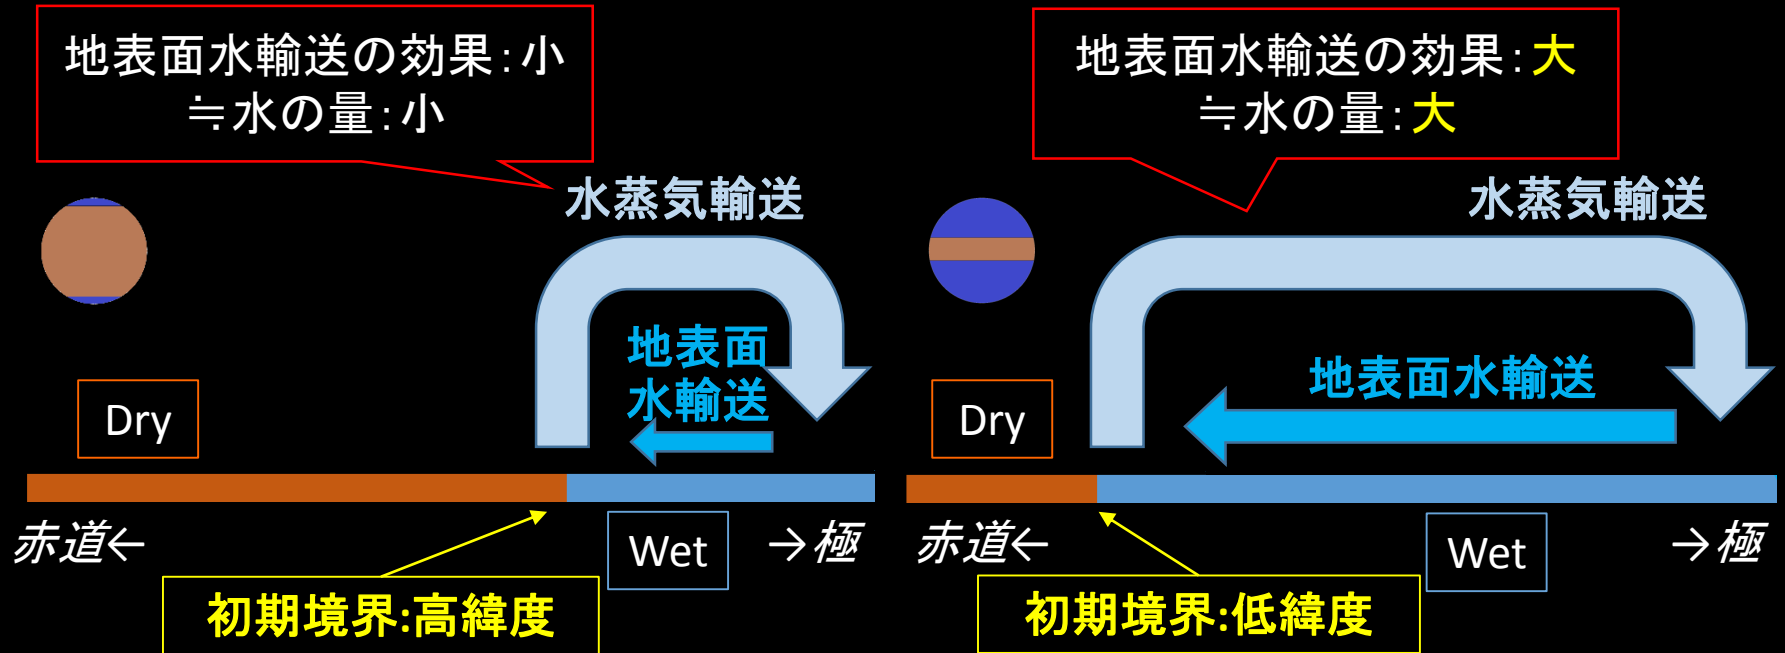 地表面水輸送の効果:小
≒水の量:小
水蒸気輸送
地表面
水輸送
Dry
赤道←
Wet
→極
初期境界:高緯度
地表面水輸送の効果:大
≒水の量:大
水蒸気輸送
地表面水輸送
Dry
赤道←
Wet
→極
初期境界:低緯度